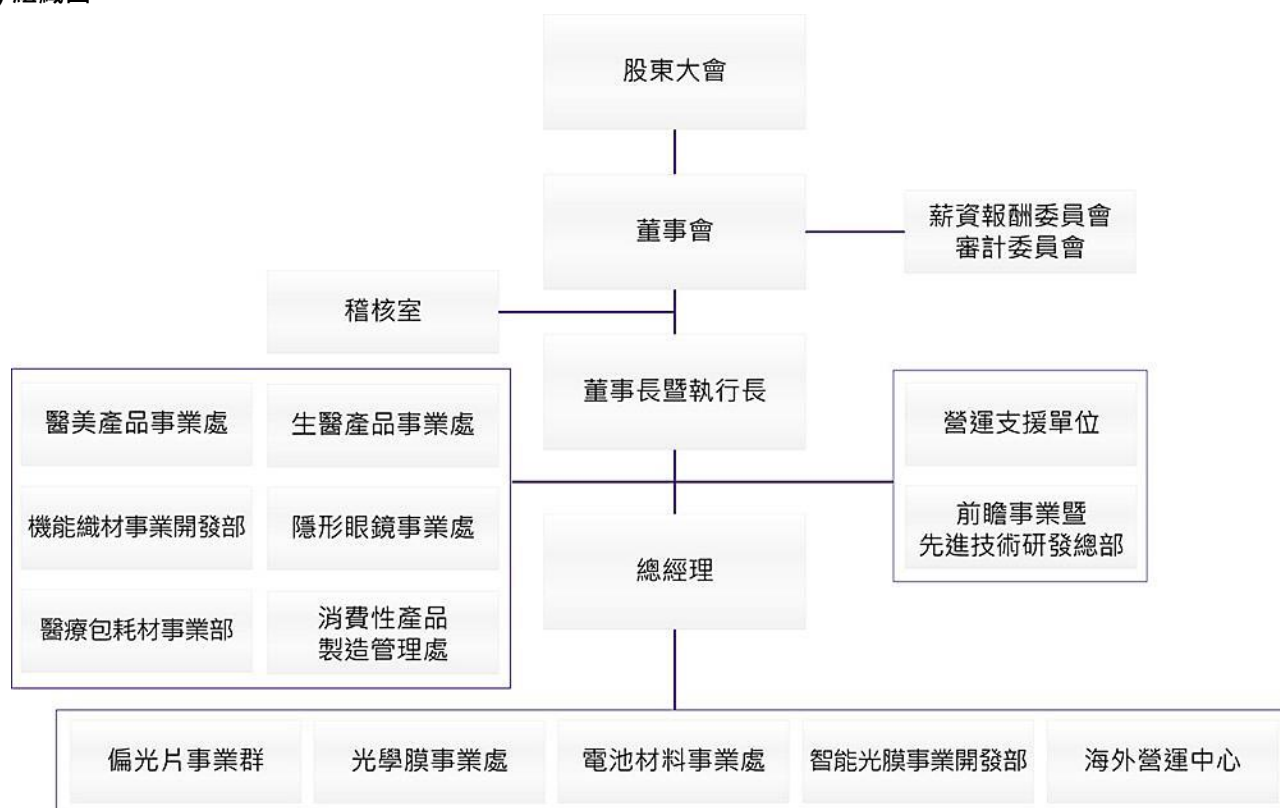 股東大會
董事會
薪資報酬委員會
審計委員會
稽核室
董事長暨執行長
醫美產品事業處
生醫產品事業處
營運支援單位
機能織材事業開發部
隱形眼鏡事業處
前瞻事業暨
先進技術研發總部
總經理
醫療包耗材事業部
消費性產品
製造管理處
偏光片事業群
光學膜事業處
電池材料事業處
智能光膜事業開發部
海外營運中心